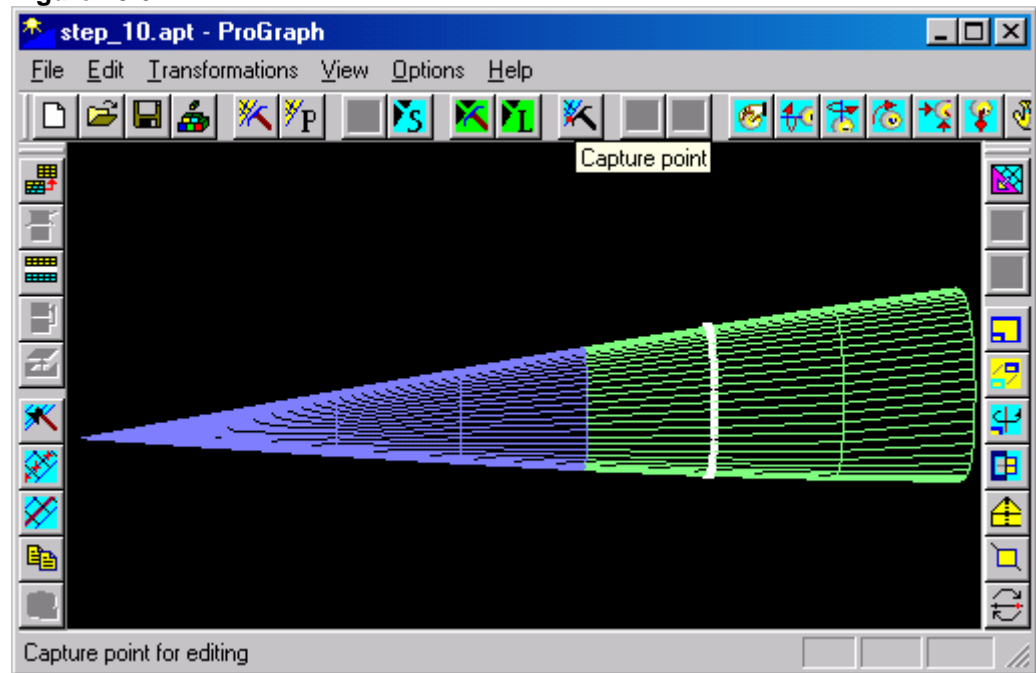 step_10.apt - ProGraph
File Edit Transformations View Options Help
P S L
Capture point
Capture point for editing